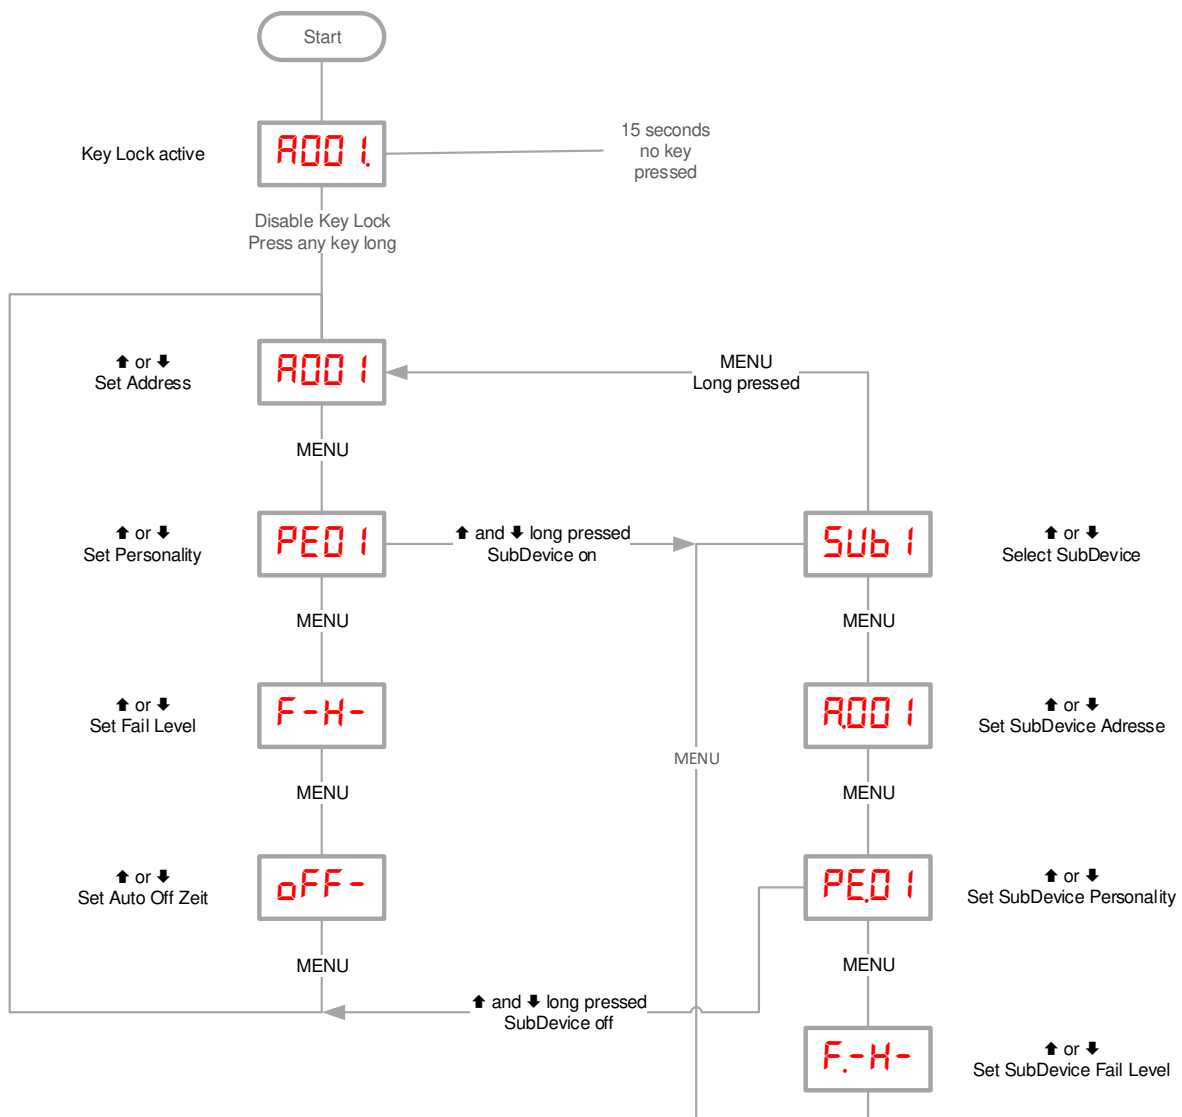 Start
Key Lock active
A001.
15 seconds
no key
pressed
Disable Key Lock
Press any key long
⬆ or ⬇
Set Address
A001
MENU
Long pressed
MENU
⬆ or ⬇
Set Personality
PE01
⬆ and ⬇ long pressed
SubDevice on
SUb1
⬆ or ⬇
Select SubDevice
MENU
MENU
⬆ or ⬇
Set Fail Level
F-H-
A.001
⬆ or ⬇
Set SubDevice Adresse
MENU
MENU
MENU
⬆ or ⬇
Set Auto Off Zeit
oFF-
PE.01
⬆ or ⬇
Set SubDevice Personality
MENU
MENU
⬆ and ⬇ long pressed
SubDevice off
F.-H-
⬆ or ⬇
Set SubDevice Fail Level